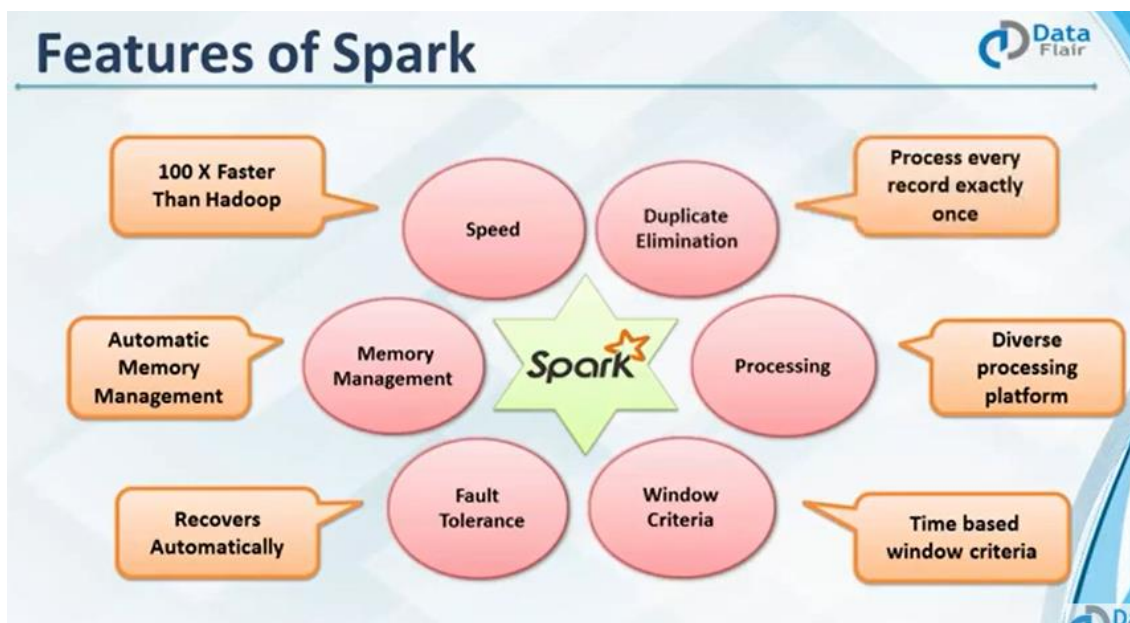 Features of Spark
Data
Flair
100 X Faster
Than Hadoop
Speed
Duplicate
Elimination
Process every
record exactly
once
Automatic
Memory
Management
Memory
Management
Spark
Processing
Diverse
processing
platform
Recovers
Automatically
Fault
Tolerance
Window
Criteria
Time based
window criteria